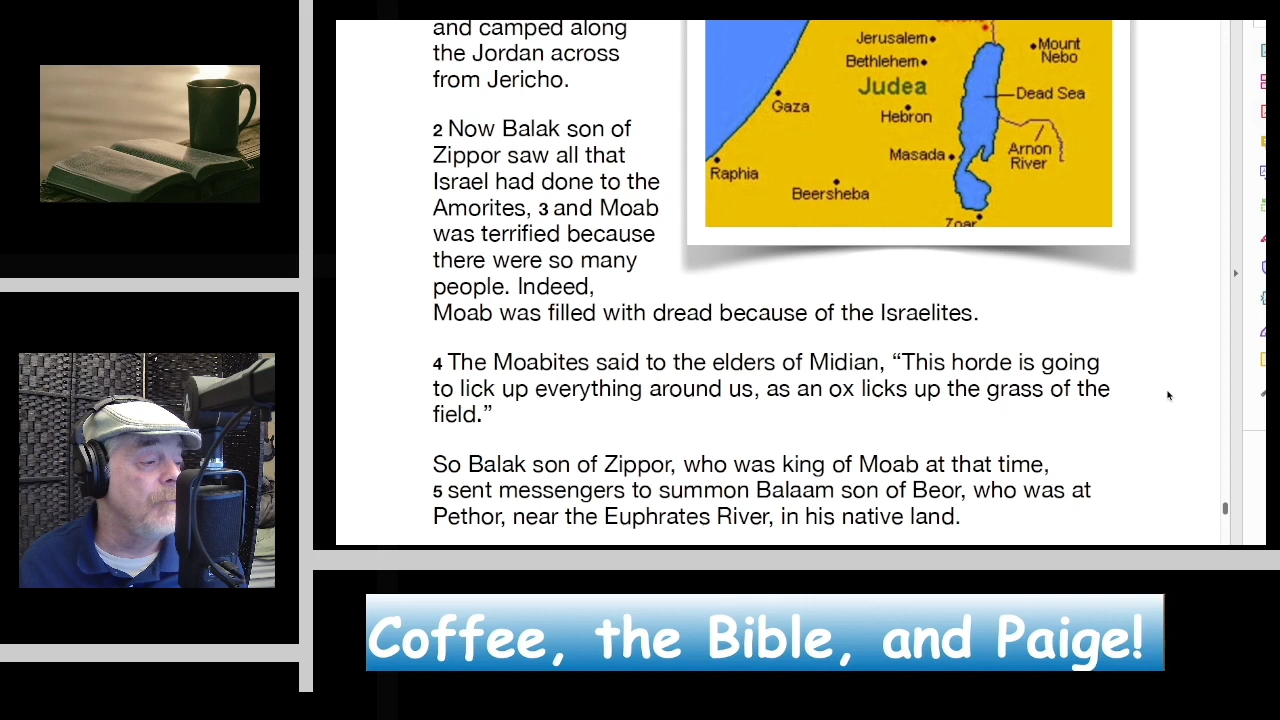 and camped along
the Jordan across
from Jericho.
2 Now Balak son of
Zippor saw all that
Israel had done to the
Amorites, 3 and Moab
was terrified because
there were so many
people. Indeed,
Moab was filled with dread because of the Israelites.
4 The Moabites said to the elders of Midian, “This horde is going
to lick up everything around us, as an ox licks up the grass of the
field.”
So Balak son of Zippor, who was king of Moab at that time,
5 sent messengers to summon Balaam son of Beor, who was at
Pethor, near the Euphrates River, in his native land.
Jerusalem
Mount
Nebo
Bethlehem
Judea
Dead Sea
Gaza
Hebron
Arnon
River
Masada
Raphia
Beersheba
Zoar
Coffee, the Bible, and Paige!